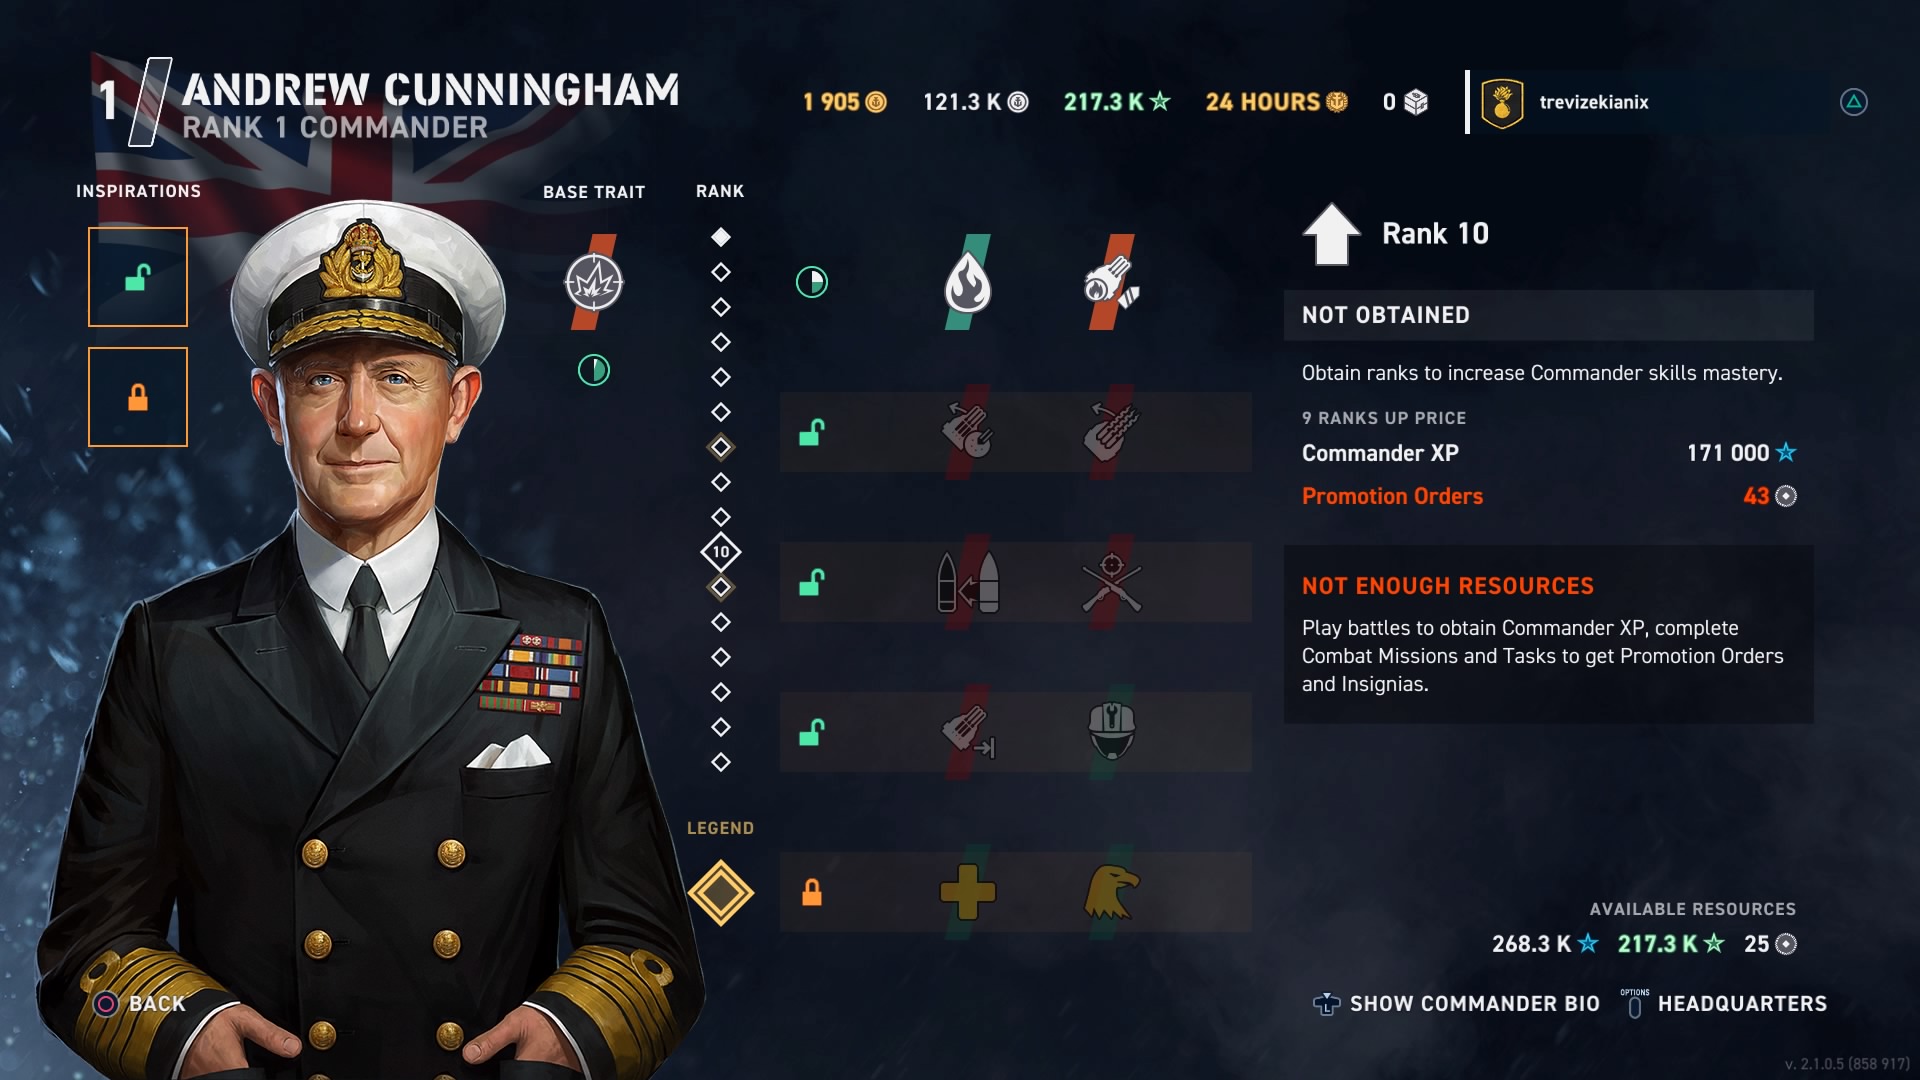 1
ANDREW CUNNINGHAM
RANK 1 COMMANDER
1 905
121.3 K
217.3 K
24 HOURS
0
trevizekianix
INSPIRATIONS
BASE TRAIT
RANK
10
LEGEND
Rank 10
NOT OBTAINED
Obtain ranks to increase Commander skills mastery.
9 RANKS UP PRICE
Commander XP 171 000
Promotion Orders 43
NOT ENOUGH RESOURCES
Play battles to obtain Commander XP, complete
Combat Missions and Tasks to get Promotion Orders
and Insignias.
AVAILABLE RESOURCES
268.3 K 217.3 K 25
BACK
L SHOW COMMANDER BIO
OPTIONS
HEADQUARTERS
v. 2.1.0.5 (858 917)